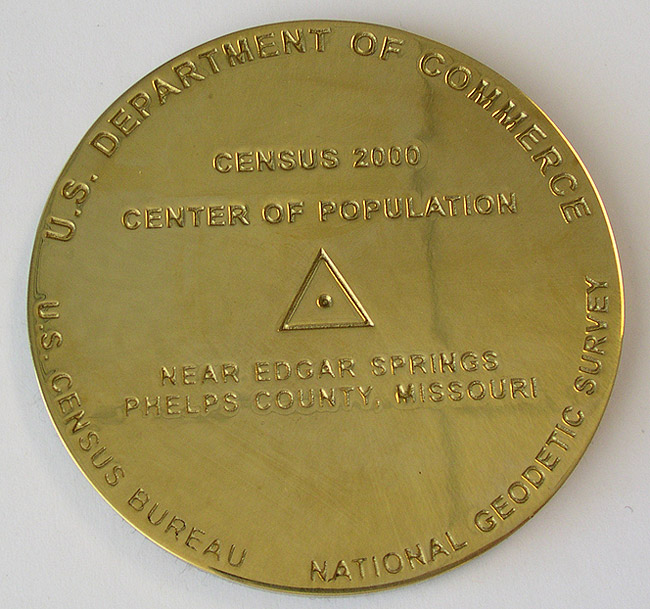 U.S. DEPARTMENT OF COMMERCE
CENSUS 2000
CENTER OF POPULATION
NEAR EDGAR SPRINGS
PHELPS COUNTY, MISSOURI
U.S. CENSUS BUREAU
NATIONAL GEODETIC SURVEY